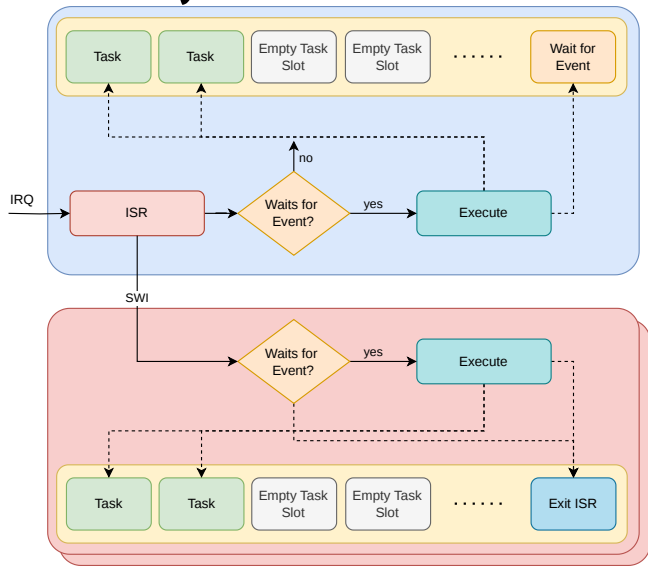 Task
Task
Empty Task
Slot
Empty Task
Slot
······
Wait for
Event
no
IRQ
ISR
Waits for
Event?
yes
Execute
SWI
Waits for
Event?
yes
Execute
Task
Task
Empty Task
Slot
Empty Task
Slot
······
Exit ISR